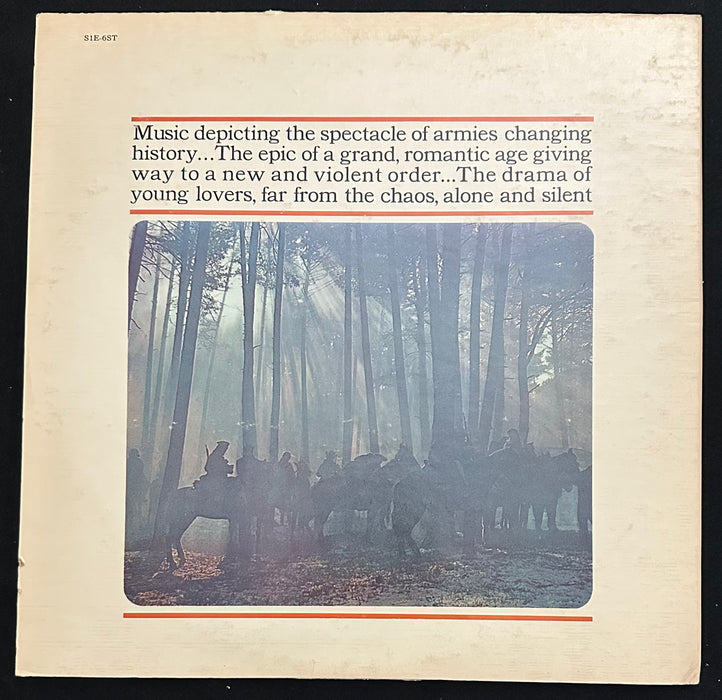 S1E-6ST
Music depicting the spectacle of armies changing
history...The epic of a grand, romantic age giving
way to a new and violent order...The drama of
young lovers, far from the chaos, alone and silent